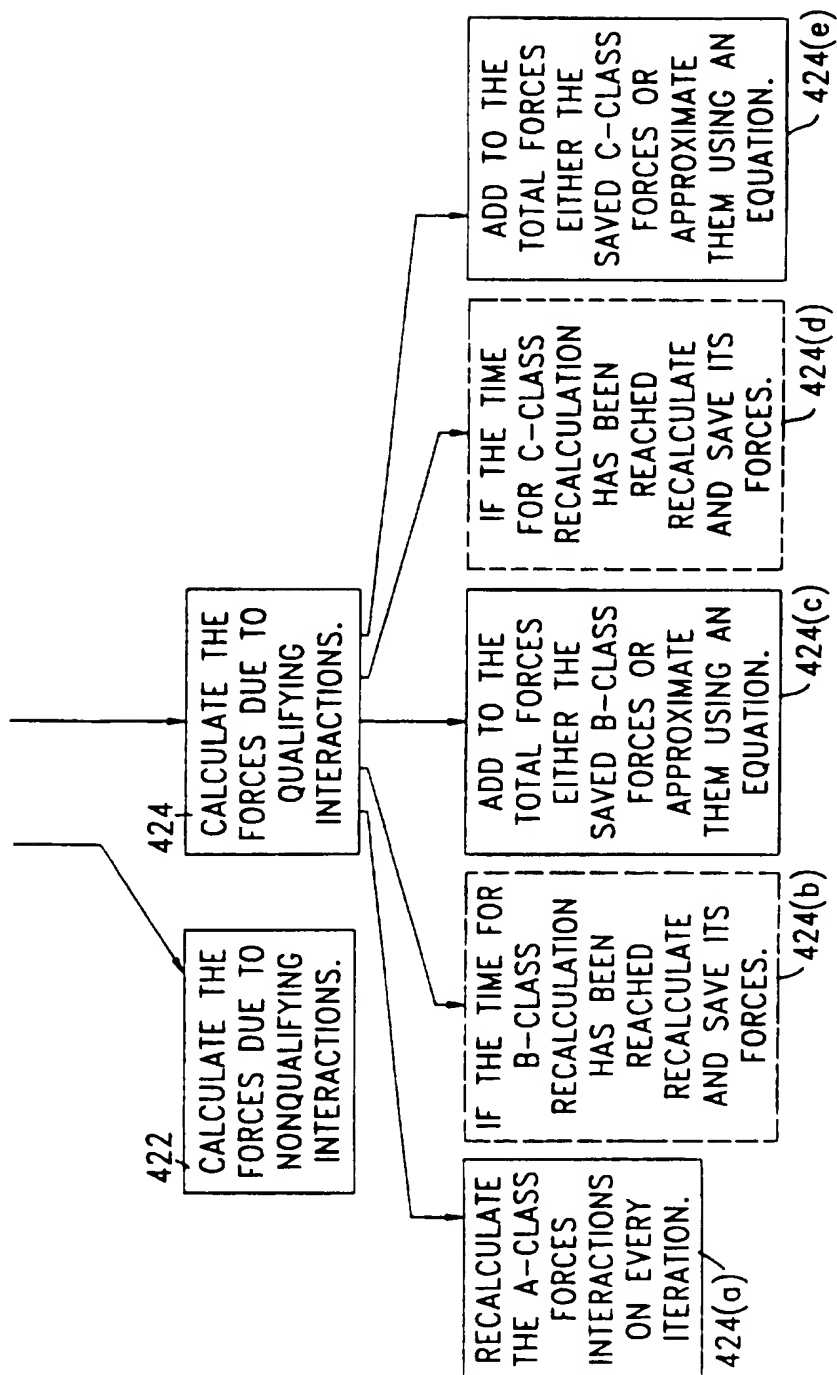 422
CALCULATE THE
FORCES DUE TO
NONQUALIFYING
INTERACTIONS.
424
CALCULATE THE
FORCES DUE TO
QUALIFYING
INTERACTIONS.
RECALCULATE
THE A-CLASS
FORCES
INTERACTIONS
ON EVERY
ITERATION.
424(a)
IF THE TIME FOR
B-CLASS
RECALCULATION
HAS BEEN
REACHED
RECALCULATE
AND SAVE ITS
FORCES.
424(b)
ADD TO THE
TOTAL FORCES
EITHER THE
SAVED B-CLASS
FORCES OR
APPROXIMATE
THEM USING AN
EQUATION.
424(c)
IF THE TIME
FOR C-CLASS
RECALCULATION
HAS BEEN
REACHED
RECALCULATE
AND SAVE ITS
FORCES.
424(d)
ADD TO THE
TOTAL FORCES
EITHER THE
SAVED C-CLASS
FORCES OR
APPROXIMATE
THEM USING AN
EQUATION.
424(e)